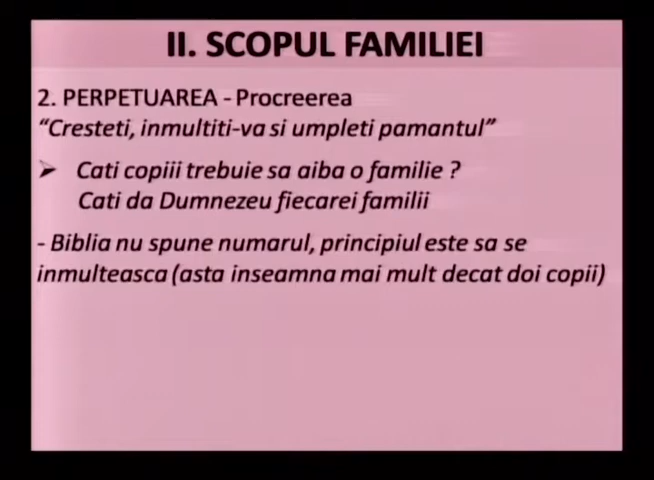 II. SCOPUL FAMILIEI
2. PERPETUAREA - Procreerea
“Cresteti, inmultiti-va si umpleti pamantul”
➢ Cati copiii trebuie sa aiba o familie ?
Cati da Dumnezeu fiecarei familii
- Biblia nu spune numarul, principiul este sa se
inmulteasca (asta inseamna mai mult decat doi copii)